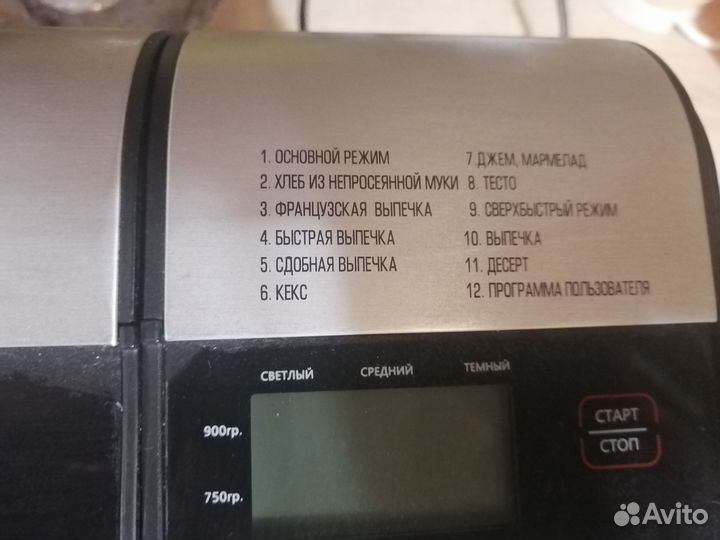 1. ОСНОВНОЙ РЕЖИМ
2. ХЛЕБ ИЗ НЕПРОСЕЯННОЙ МУКИ
3. ФРАНЦУЗСКАЯ ВЫПЕЧКА
4. БЫСТРАЯ ВЫПЕЧКА
5. СДОБНАЯ ВЫПЕЧКА
6. КЕКС
7. ДЖЕМ, МАРМЕЛАД
8. ТЕСТО
9. СВЕРХБЫСТРЫЙ РЕЖИМ
10. ВЫПЕЧКА
11. ДЕСЕРТ
12. ПРОГРАММА ПОЛЬЗОВАТЕЛЯ
СВЕТЛЫЙ СРЕДНИЙ ТЕМНЫЙ
900гр.
750гр.
СТАРТ
СТОП
Avito